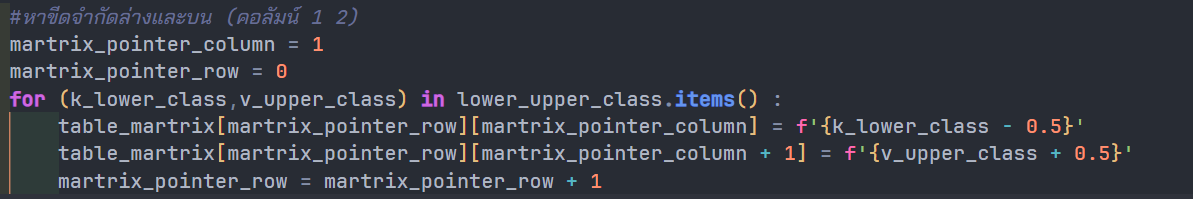 #หาขีดจำกัดล่างและบน (คอลัมน์ 1 2)
martrix_pointer_column = 1
martrix_pointer_row = 0
for (k_lower_class,v_upper_class) in lower_upper_class.items() :
    table_martrix[martrix_pointer_row][martrix_pointer_column] = f'{k_lower_class - 0.5}'
    table_martrix[martrix_pointer_row][martrix_pointer_column + 1] = f'{v_upper_class + 0.5}'
    martrix_pointer_row = martrix_pointer_row + 1